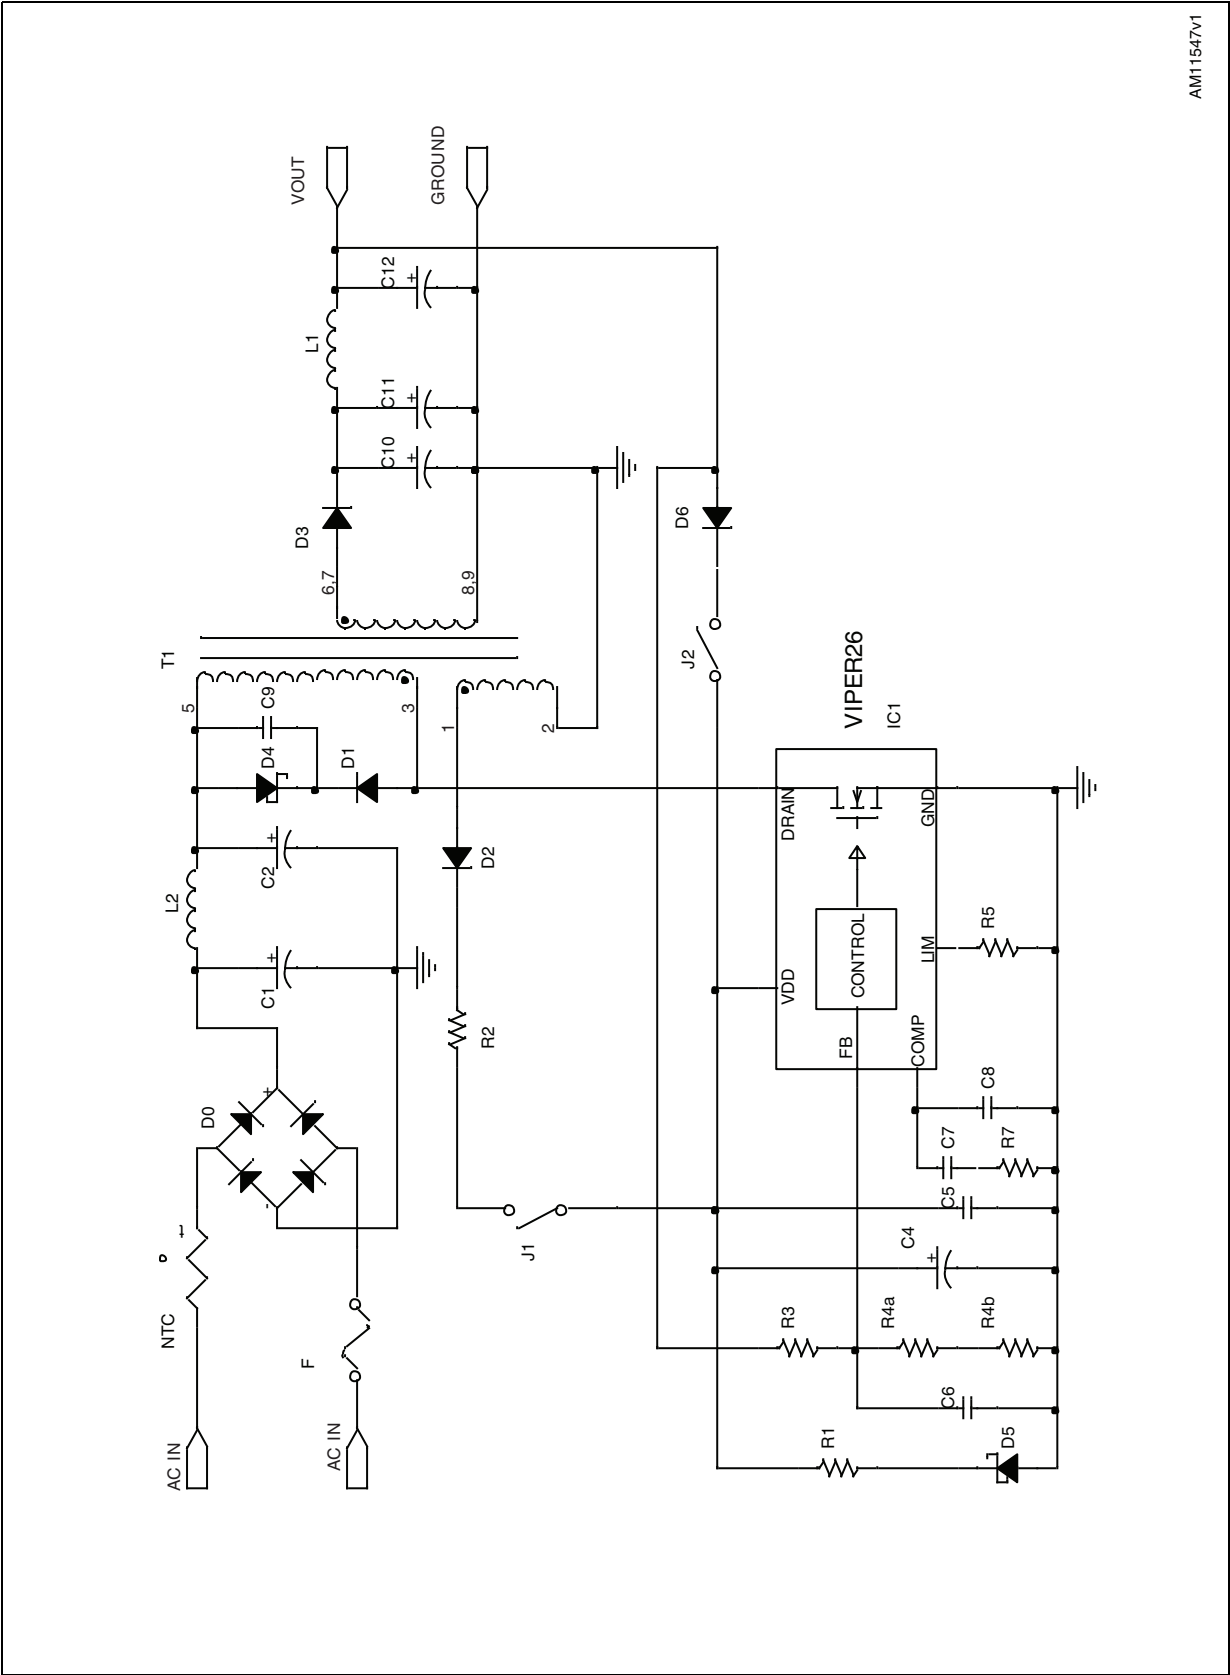 AM11547v1
VOUT
GROUND
C12
L1
C11
C10
D3
6,7
8,9
T1
5
3
1
2
C9
D4
D1
L2
C2
C1
D2
R2
D6
J2
VIPER26
IC1
DRAIN
GND
CONTROL
VDD
LIM
FB
COMP
R5
C8
C7
R7
C5
C4
R3
R4a
R4b
C6
R1
D5
D0
+
-
NTC
F
J1
AC IN
AC IN
+
+
+
+
+
+